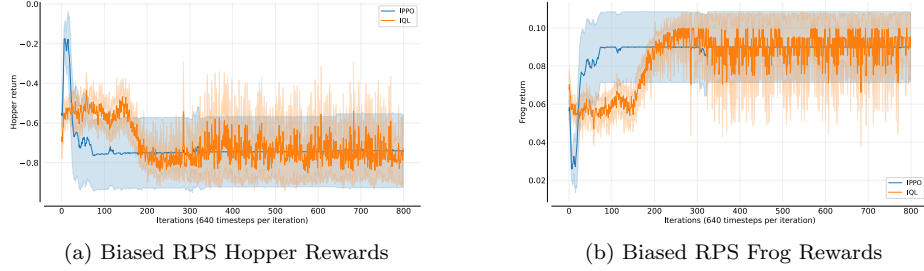 0.0
−0.2
−0.4
−0.6
−0.8
Hopper return
0 100 200 300 400 500 600 700 800
Iterations (640 timesteps per iteration)
IPPO
IQL
(a) Biased RPS Hopper Rewards
0.10
0.08
0.06
0.04
0.02
Frog return
0 100 200 300 400 500 600 700 800
Iterations (640 timesteps per iteration)
IPPO
IQL
(b) Biased RPS Frog Rewards